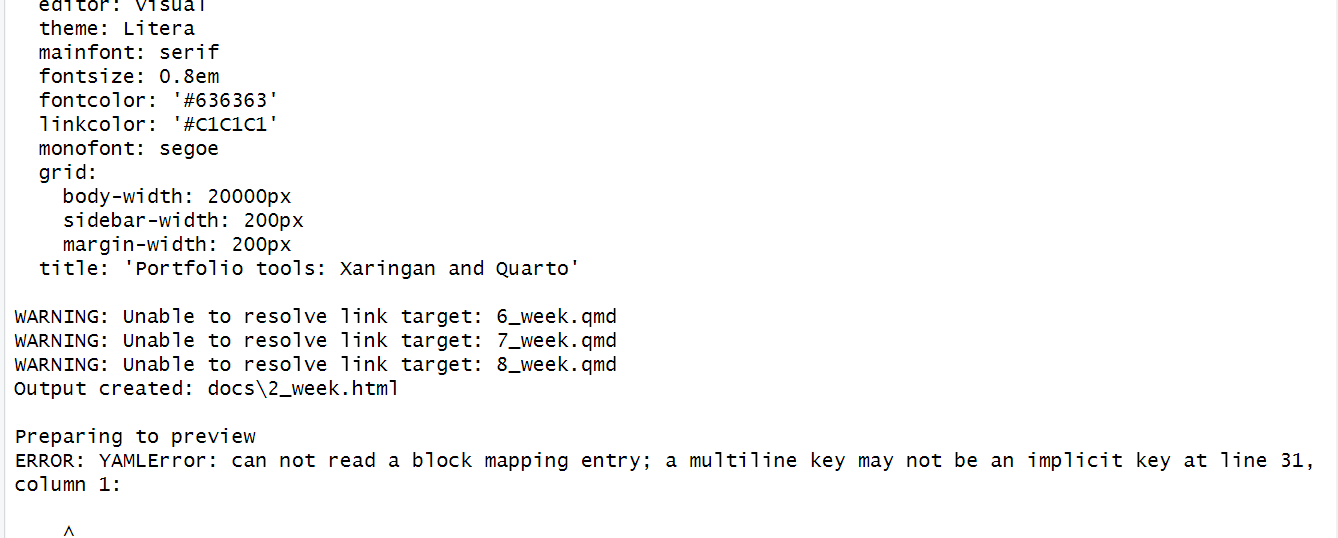 editor: visual
theme: Litera
mainfont: serif
fontsize: 0.8em
fontcolor: '#636363'
linkcolor: '#C1C1C1'
monofont: segoe
grid:
body-width: 20000px
sidebar-width: 200px
margin-width: 200px
title: 'Portfolio tools: Xaringan and Quarto'
WARNING: Unable to resolve link target: 6_week.qmd
WARNING: Unable to resolve link target: 7_week.qmd
WARNING: Unable to resolve link target: 8_week.qmd
Output created: docs\2_week.html
Preparing to preview
ERROR: YAMLError: can not read a block mapping entry; a multiline key may not be an implicit key at line 31,
column 1:
^